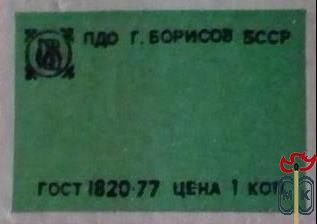 ПДО Г. БОРИСОВ БССР
ГОСТ 1820-77 ЦЕНА 1 КОП